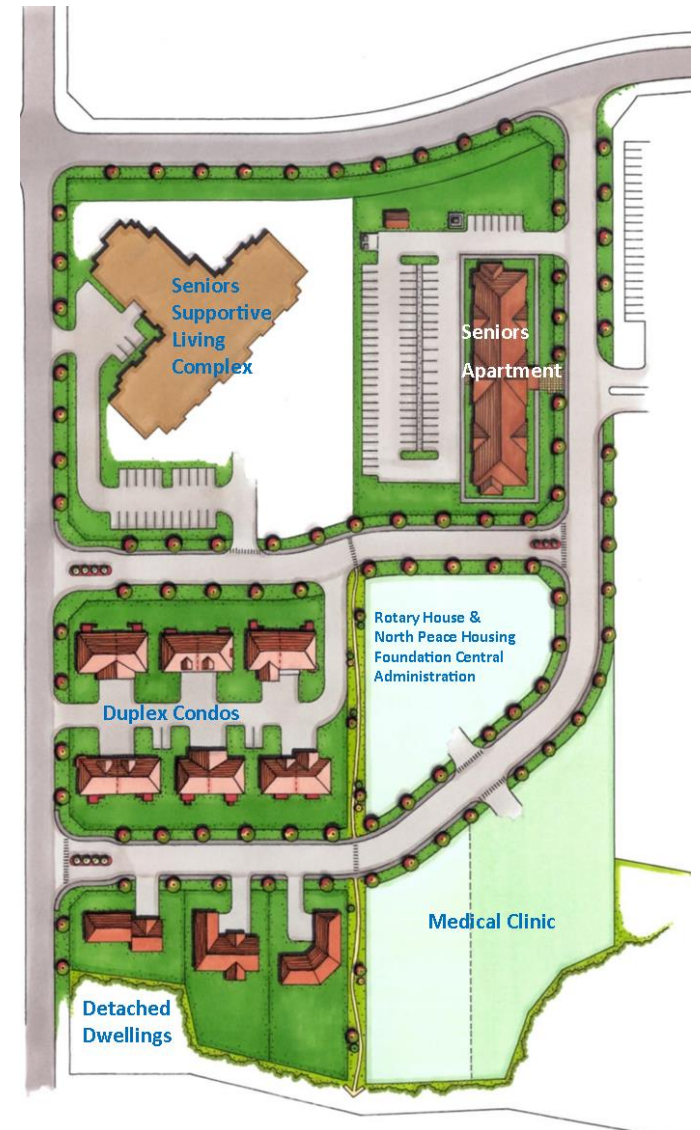 Seniors
Supportive
Living
Complex
Seniors
Apartment
Rotary House &
North Peace Housing
Foundation Central
Administration
Duplex Condos
Medical Clinic
Detached
Dwellings